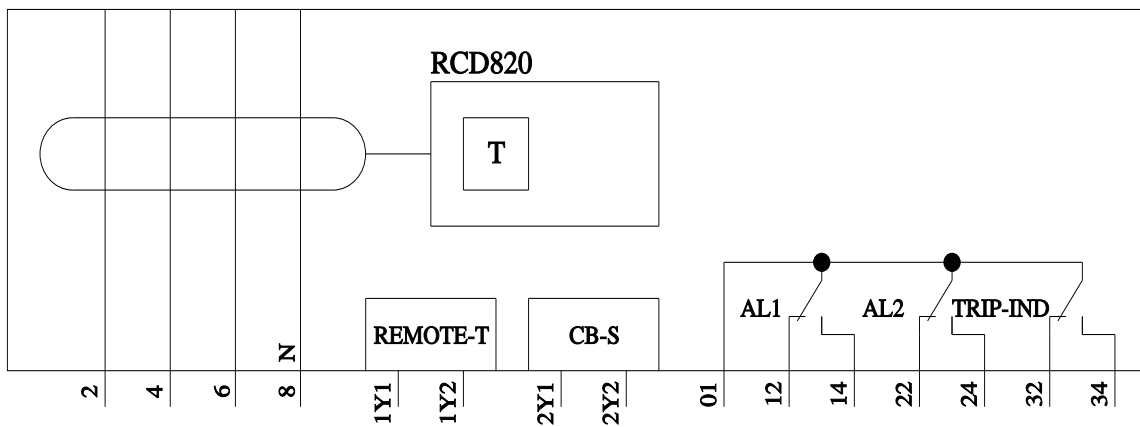 RCD820
T
AL1
AL2
TRIP-IND
REMOTE-T
CB-S
N
2
4
6
8
1Y1
1Y2
2Y1
2Y2
01
12
14
22
24
32
34